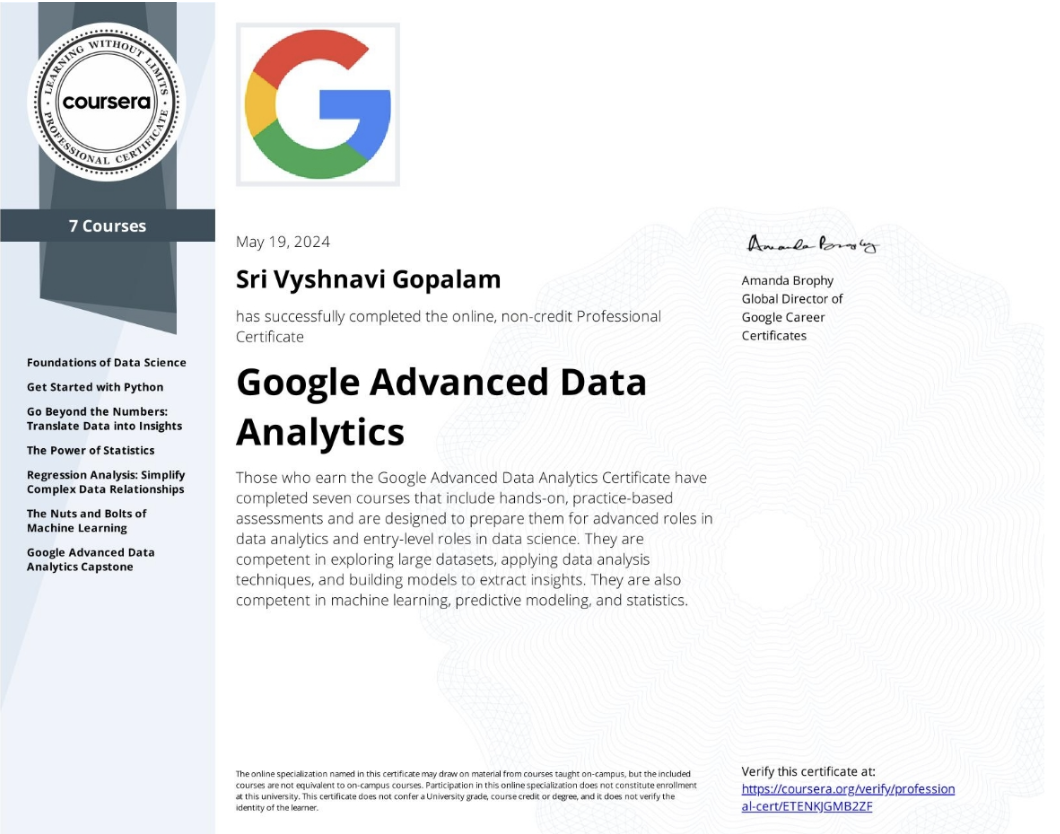 LEARNING WITHOUT LIMITS
coursera
PROFESSIONAL CERTIFICATE
7 Courses
Foundations of Data Science
Get Started with Python
Go Beyond the Numbers:
Translate Data into Insights
The Power of Statistics
Regression Analysis: Simplify
Complex Data Relationships
The Nuts and Bolts of
Machine Learning
Google Advanced Data
Analytics Capstone
G
May 19, 2024
Sri Vyshnavi Gopalam
has successfully completed the online, non-credit Professional
Certificate
Google Advanced Data
Analytics
Those who earn the Google Advanced Data Analytics Certificate have
completed seven courses that include hands-on, practice-based
assessments and are designed to prepare them for advanced roles in
data analytics and entry-level roles in data science. They are
competent in exploring large datasets, applying data analysis
techniques, and building models to extract insights. They are also
competent in machine learning, predictive modeling, and statistics.
The online specialization named in this certificate may draw on material from courses taught on-campus, but the included
courses are not equivalent to on-campus courses. Participation in this online specialization does not constitute enrollment
at this university. This certificate does not confer a University grade, course credit or degree, and it does not verify the
identity of the learner.
Amanda Brophy
Amanda Brophy
Global Director of
Google Career
Certificates
Verify this certificate at:
https://coursera.org/verify/profession
al-cert/ETENKJGMB2ZF